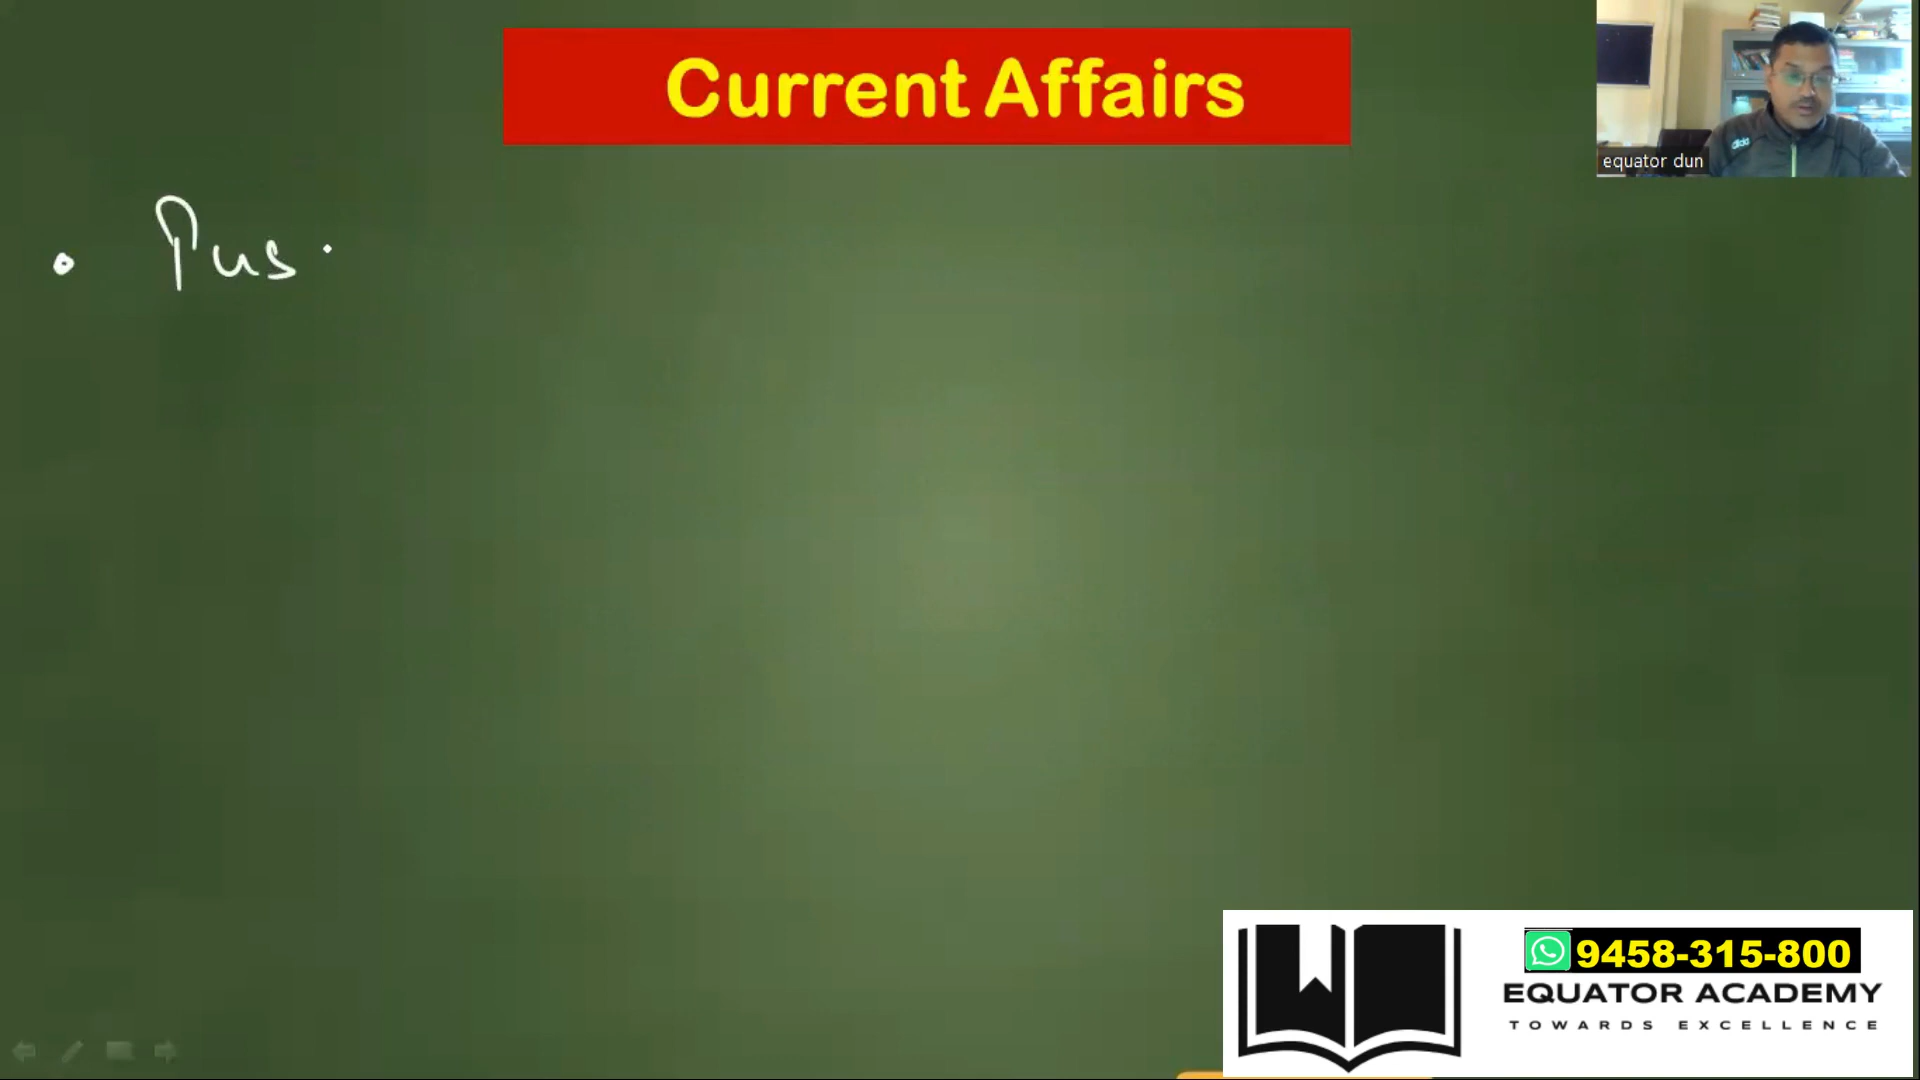 Current Affairs
equator dun
• Pus
9458-315-800
EQUATOR ACADEMY
TOWARDS EXCELLENCE